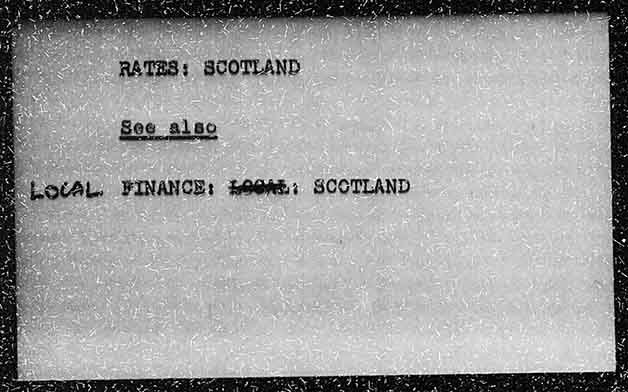 RATES: SCOTLAND
See also
LOCAL. FINANCE: LOCAL: SCOTLAND